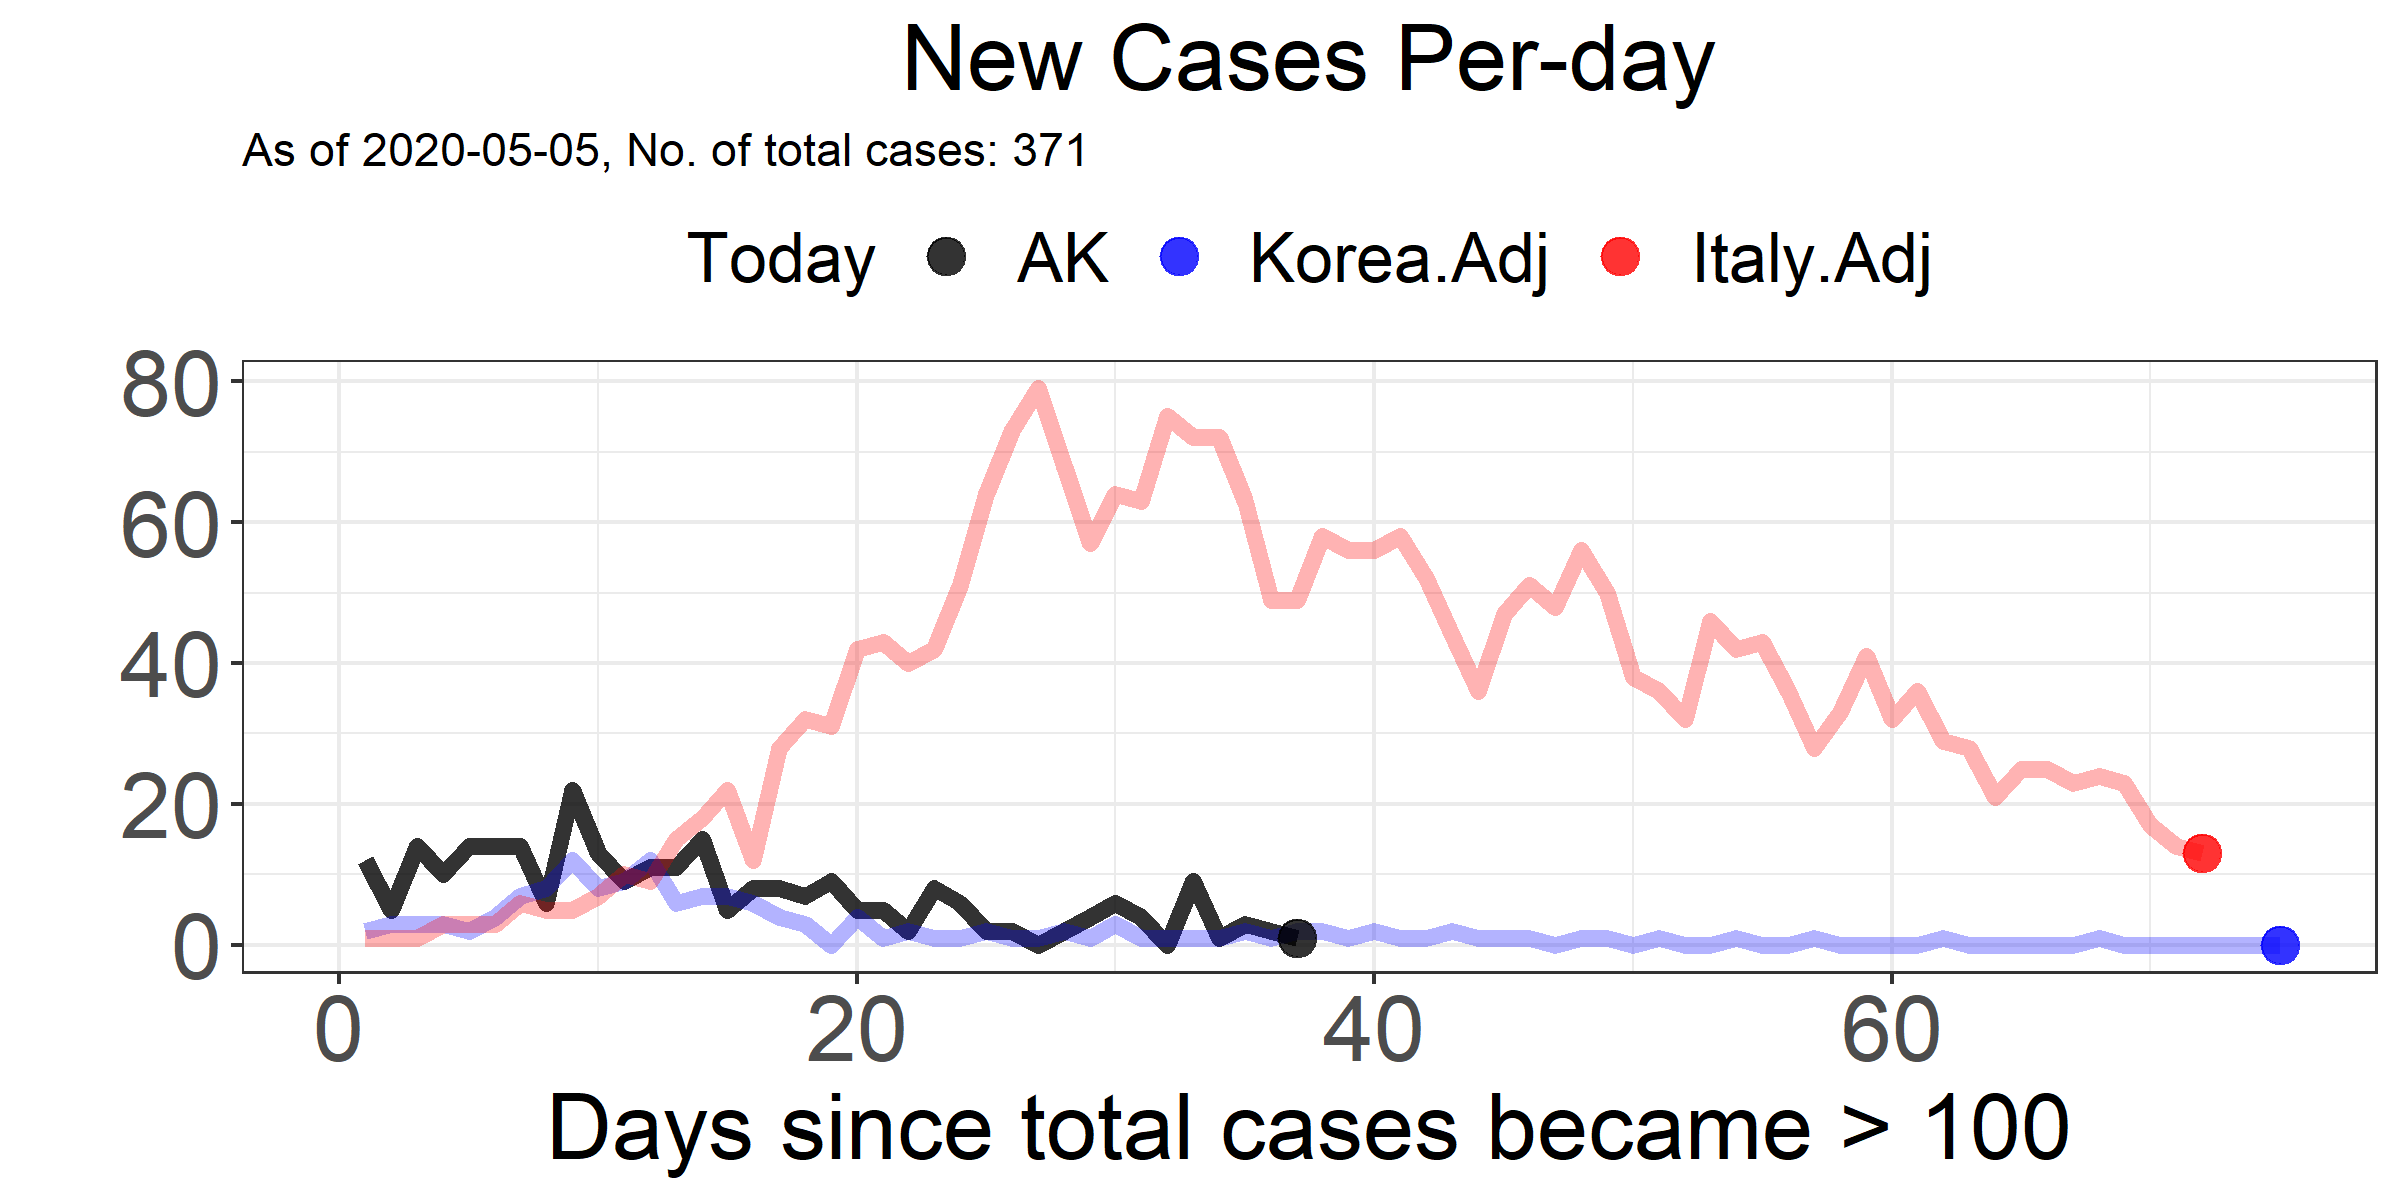 New Cases Per-day
As of 2020-05-05, No. of total cases: 371
Today AK Korea.Adj Italy.Adj
80
60
40
20
0
0 20 40 60
Days since total cases became > 100